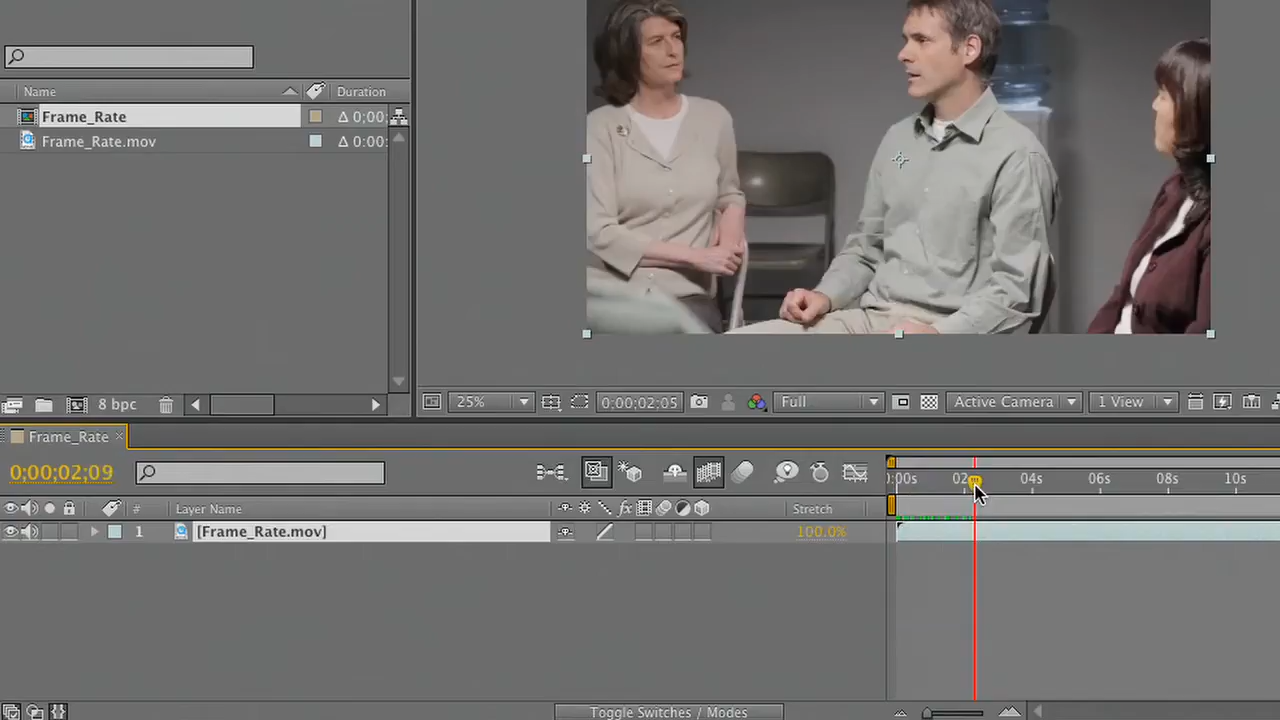 Name Duration
Frame_Rate Δ 0;00:
Frame_Rate.mov Δ 0;00:
8 bpc
25% 0;00;02;05 Full Active Camera 1 View
Frame_Rate
0;00;02;09
:00s 02 04s 06s 08s 10s
# Layer Name fx Stretch
1 [Frame_Rate.mov] 100.0%
Toggle Switches / Modes